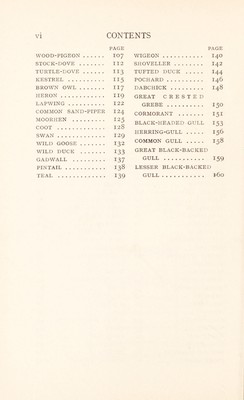 vi CONTENTS
PAGE
WOOD-PIGEON ...... 107
STOCK-DOVE ....... 112
TURTLE-DOVE ...... 113
KESTREL .......... 115
BROWN OWL ........ 117
HERON ............ 119
LAPWING .......... 122
COMMON SAND-PIPER 124
MOORHEN .......... 125
COOT ............. 128
SWAN ............. 129
WILD GOOSE ....... 132
WILD DUCK ........ 133
GADWALL .......... 137
PINTAIL .......... 138
TEAL ............. 139
PAGE
WIGEON ........... 140
SHOVELLER ........ 142
TUFTED DUCK ..... 144
POCHARD .......... 146
DABCHICK ......... 148
GREAT CRESTED
GREBE .......... 150
CORMORANT ....... 151
BLACK-HEADED GULL 153
HERRING-GULL ..... 156
COMMON GULL ..... 158
GREAT BLACK-BACKED
GULL ........... 159
LESSER BLACK-BACKED
GULL ........... 160